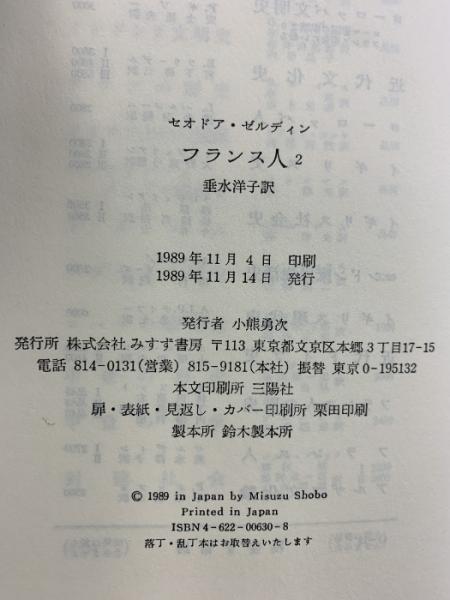 セオドア・ゼルディン
フランス人 2
垂水洋子訳
1989年11月 4日 印刷
1989年11月14日 発行
発行者 小熊勇次
発行所 株式会社 みすず書房 〒113 東京都文京区本郷3丁目17-15
電話 814-0131(営業) 815-9181(本社) 振替 東京0-195132
本文印刷所 三陽社
扉・表紙・見返し・カバー印刷所 栗田印刷
製本所 鈴木製本所
© 1989 in Japan by Misuzu Shobo
Printed in Japan
ISBN 4-622-00630-8
落丁・乱丁本はお取替えいたします